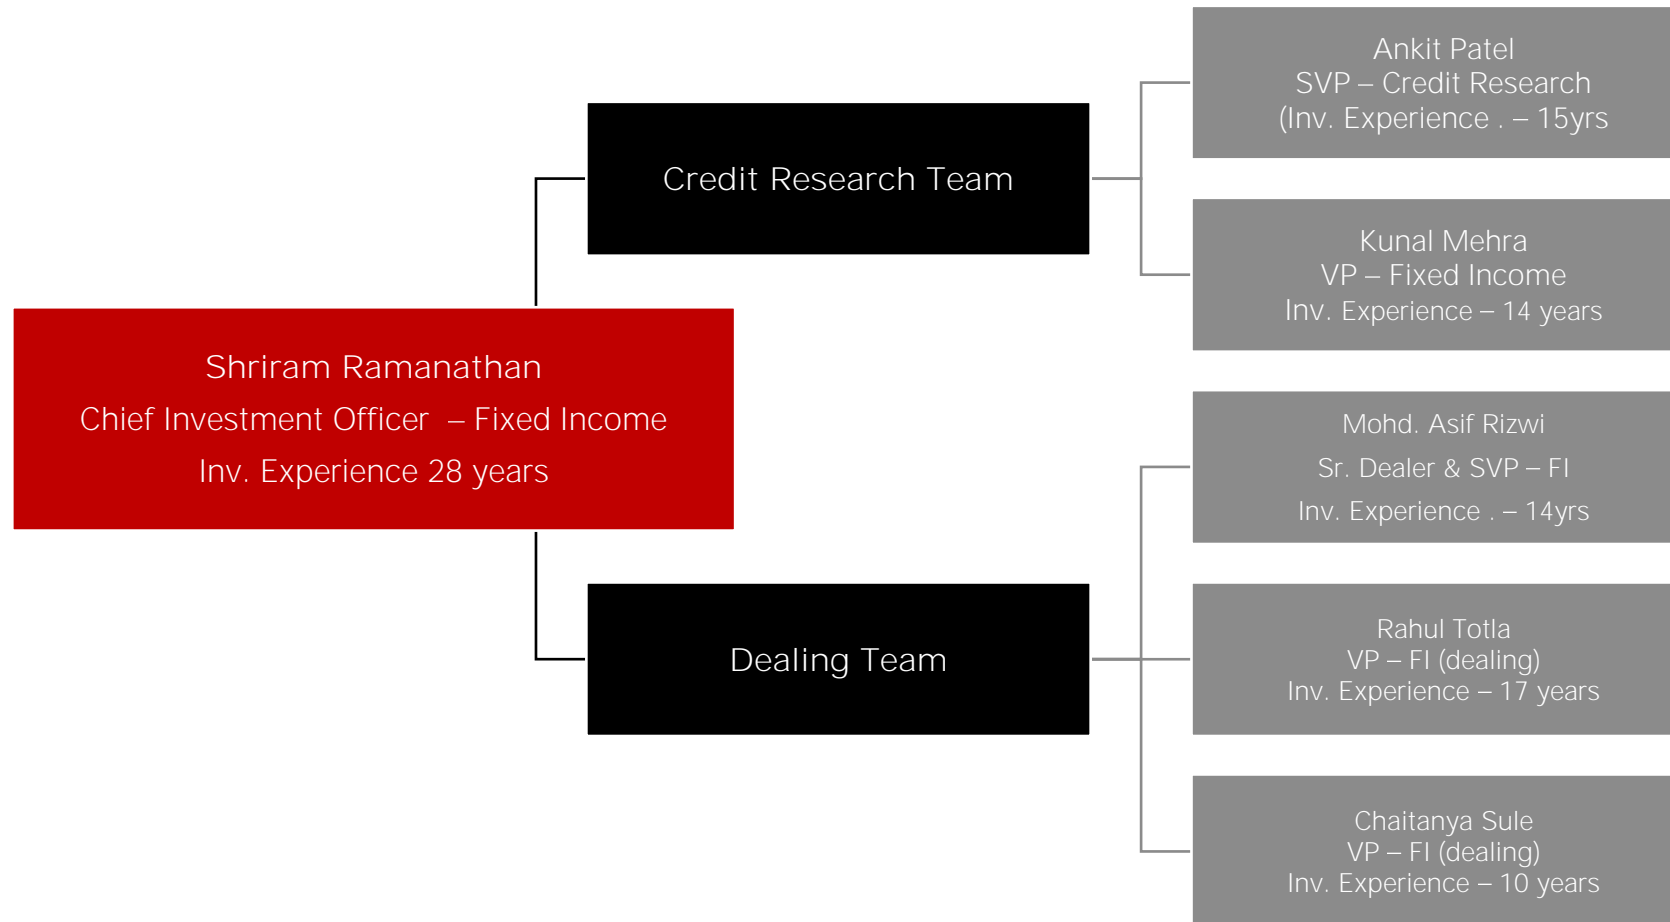 Shriram Ramanathan
Chief Investment Officer – Fixed Income
Inv. Experience 28 years
Credit Research Team
Ankit Patel
SVP – Credit Research
(Inv. Experience . – 15yrs
Kunal Mehra
VP – Fixed Income
Inv. Experience – 14 years
Dealing Team
Mohd. Asif Rizwi
Sr. Dealer & SVP – FI
Inv. Experience . – 14yrs
Rahul Totla
VP – FI (dealing)
Inv. Experience – 17 years
Chaitanya Sule
VP – FI (dealing)
Inv. Experience – 10 years